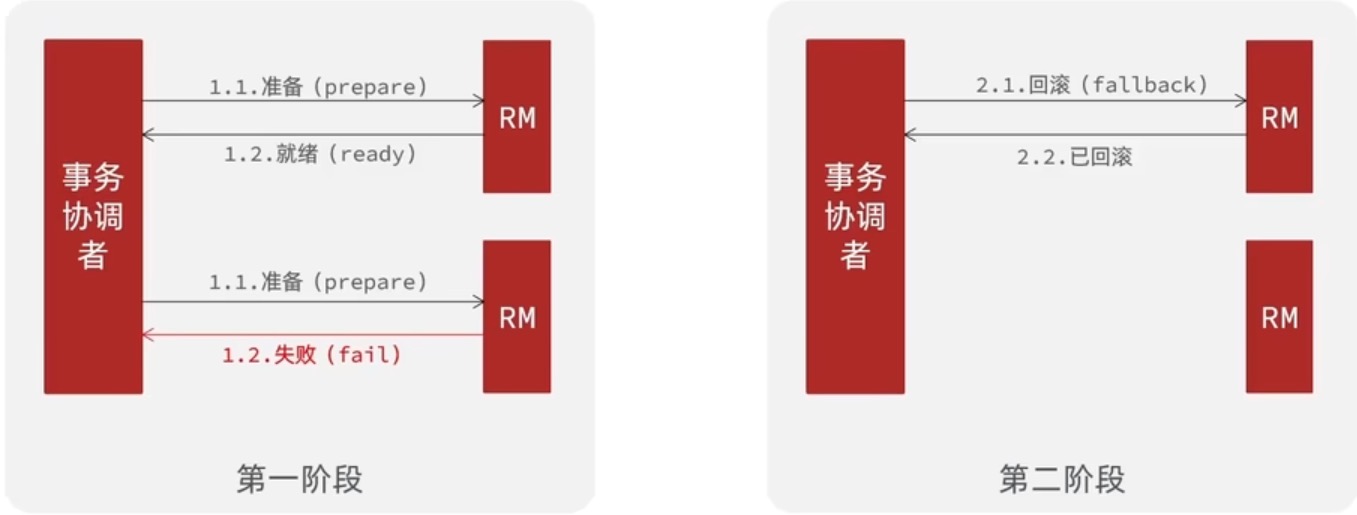 1.1.准备（prepare）
RM
1.2.就绪（ready）
事务
协调
者
1.1.准备（prepare）
RM
1.2.失败（fail）
第一阶段
2.1.回滚（fallback）
RM
2.2.已回滚
事务
协调
者
RM
第二阶段